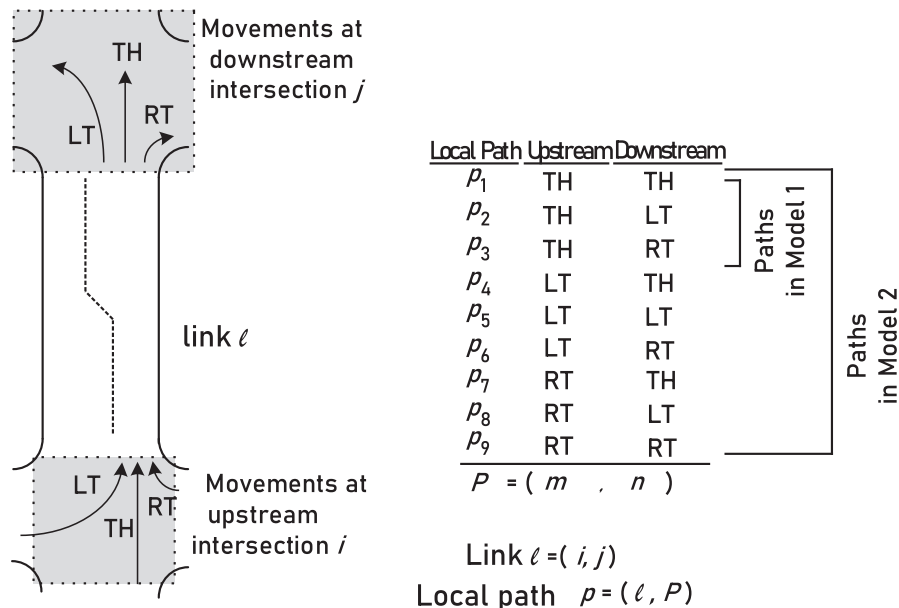 Movements at
downstream
intersection j
TH
RT
LT
link ℓ
LT
TH
RT
Movements at
upstream
intersection i
Local Path Upstream Downstream
p1 TH TH
p2 TH LT
p3 TH RT
p4 LT TH
p5 LT LT
p6 LT RT
p7 RT TH
p8 RT LT
p9 RT RT
P = ( m , n )
Paths
in Model 1
Paths
in Model 2
Link ℓ =( i, j )
Local path p = ( ℓ , P )